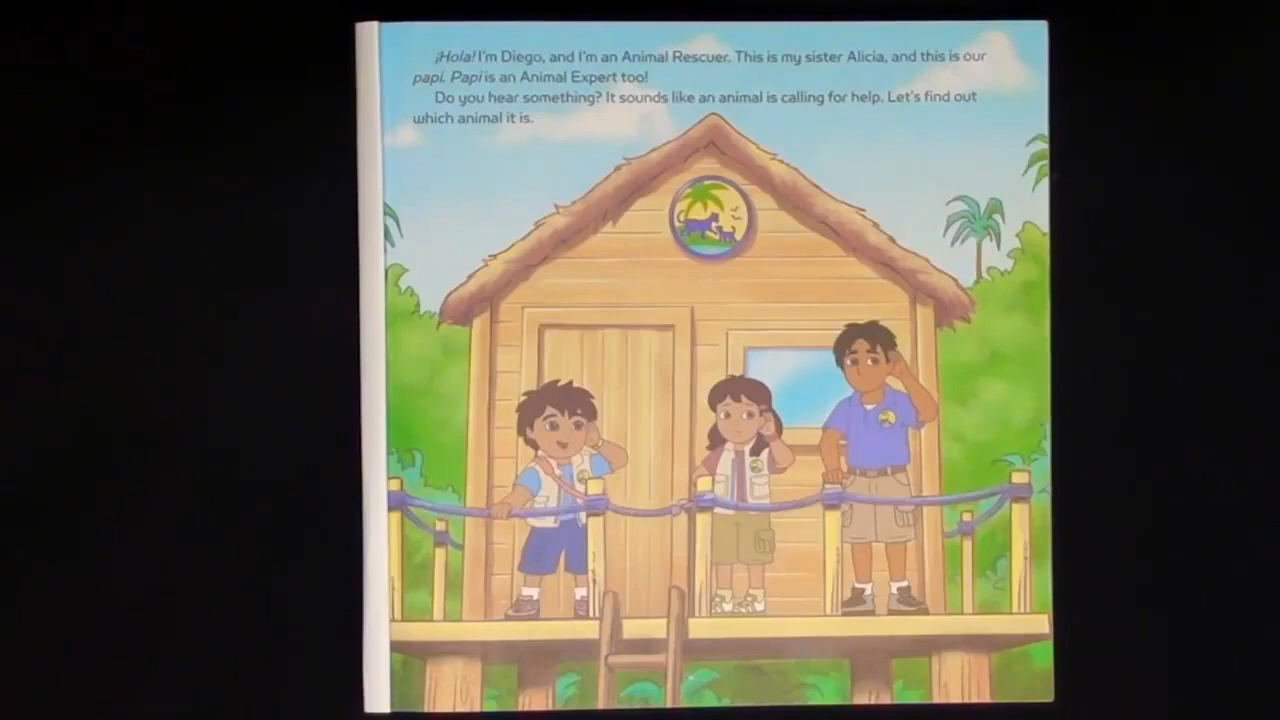 ¡Hola! I'm Diego, and I'm an Animal Rescuer. This is my sister Alicia, and this is our
papi. Papi is an Animal Expert too!
Do you hear something? It sounds like an animal is calling for help. Let's find out
which animal it is.